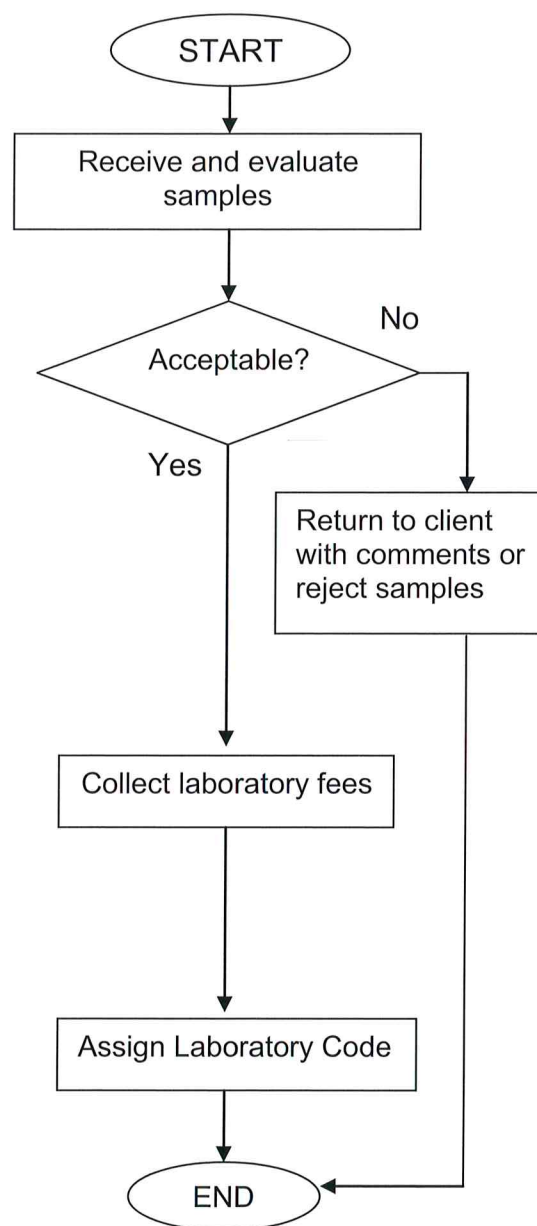 START
Receive and evaluate
samples
No
Acceptable?
Yes
Return to client
with comments or
reject samples
Collect laboratory fees
Assign Laboratory Code
END